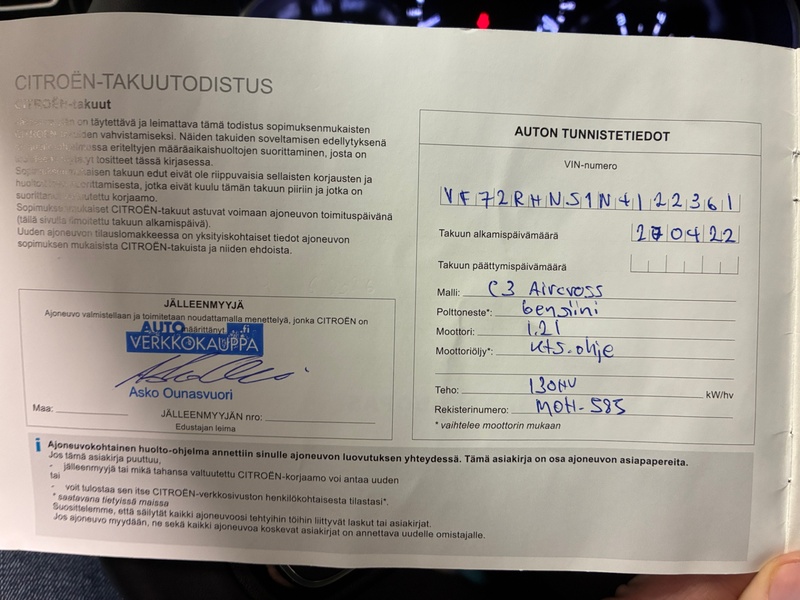 CITROËN-TAKUUTODISTUS
CITROËN-takuut
on täytettävä ja leimattava tämä todistus sopimuksenmukaisten
vahvistamiseksi. Näiden takuiden soveltamisen edellytyksenä
eriteltyjen määräaikaishuoltojen suorittaminen, josta on
tositteet tässä kirjasessa.
takuun edut eivät ole riippuvaisia sellaisten korjausten ja
jotka eivät kuulu tämän takuun piiriin ja jotka on
korjaamo.
CITROËN-takuut astuvat voimaan ajoneuvon toimituspäivänä
(tällä sivulla ilmoitettu takuun alkamispäivä).
Uuden ajoneuvon tilauslomakkeessa on yksityiskohtaiset tiedot ajoneuvon
sopimuksen mukaisista CITROËN-takuista ja niiden ehdoista.
JÄLLEENMYYJÄ
Ajoneuvo valmistellaan ja toimitetaan noudattamalla menettelyä, jonka CITROËN on
määrittänyt
AUTO .fi
VERKKOKAUPPA
Asko Ounasvuori
Maa:
JÄLLEENMYYJÄN nro:
Edustajan leima
AUTON TUNNISTETIEDOT
VIN-numero
VF72RHNS1N4122361
Takuun alkamispäivämäärä 270422
Takuun päättymispäivämäärä
Malli: C3 Aircross
Polttoneste*: bensiini
Moottori: 1.2l
Moottoriöljy*: kts. ohje
Teho: 130HV kW/hv
Rekisterinumero: MOH-585
* vaihtelee moottorin mukaan
i Ajoneuvokohtainen huolto-ohjelma annettiin sinulle ajoneuvon luovutuksen yhteydessä. Tämä asiakirja on osa ajoneuvon asiapapereita.
Jos tämä asiakirja puuttuu,
- jälleenmyyjä tai mikä tahansa valtuutettu CITROËN-korjaamo voi antaa uuden
tai
- voit tulostaa sen itse CITROËN-verkkosivuston henkilökohtaisesta tilastasi*.
* saatavana tietyissä maissa
Suosittelemme, että säilytät kaikki ajoneuvoosi tehtyihin töihin liittyvät laskut tai asiakirjat.
Jos ajoneuvo myydään, ne sekä kaikki ajoneuvoa koskevat asiakirjat on annettava uudelle omistajalle.